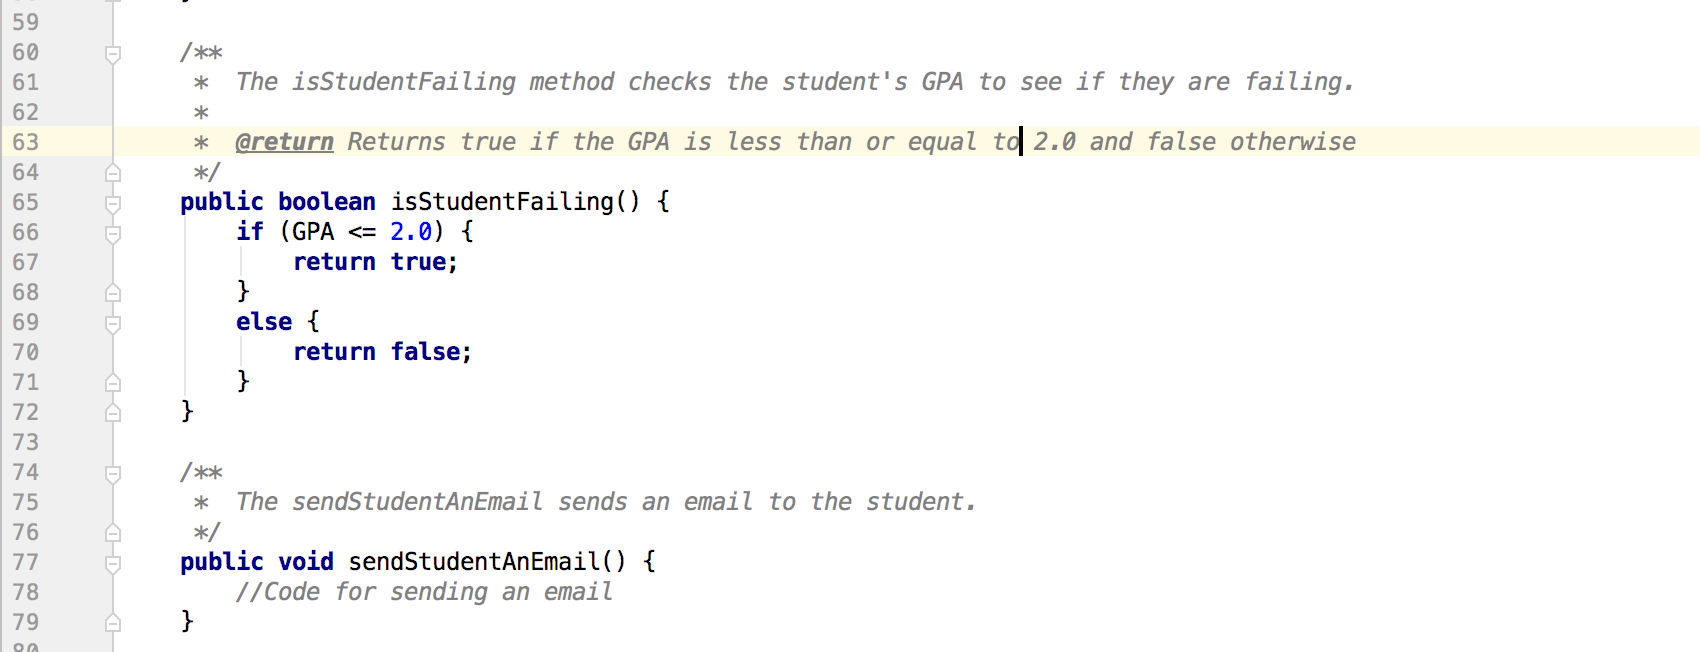 59
60 /**
61 * The isStudentFailing method checks the student's GPA to see if they are failing.
62 *
63 * @return Returns true if the GPA is less than or equal to 2.0 and false otherwise
64 */
65 public boolean isStudentFailing() {
66 if (GPA <= 2.0) {
67 return true;
68 }
69 else {
70 return false;
71 }
72 }
73
74 /**
75 * The sendStudentAnEmail sends an email to the student.
76 */
77 public void sendStudentAnEmail() {
78 //Code for sending an email
79 }
80